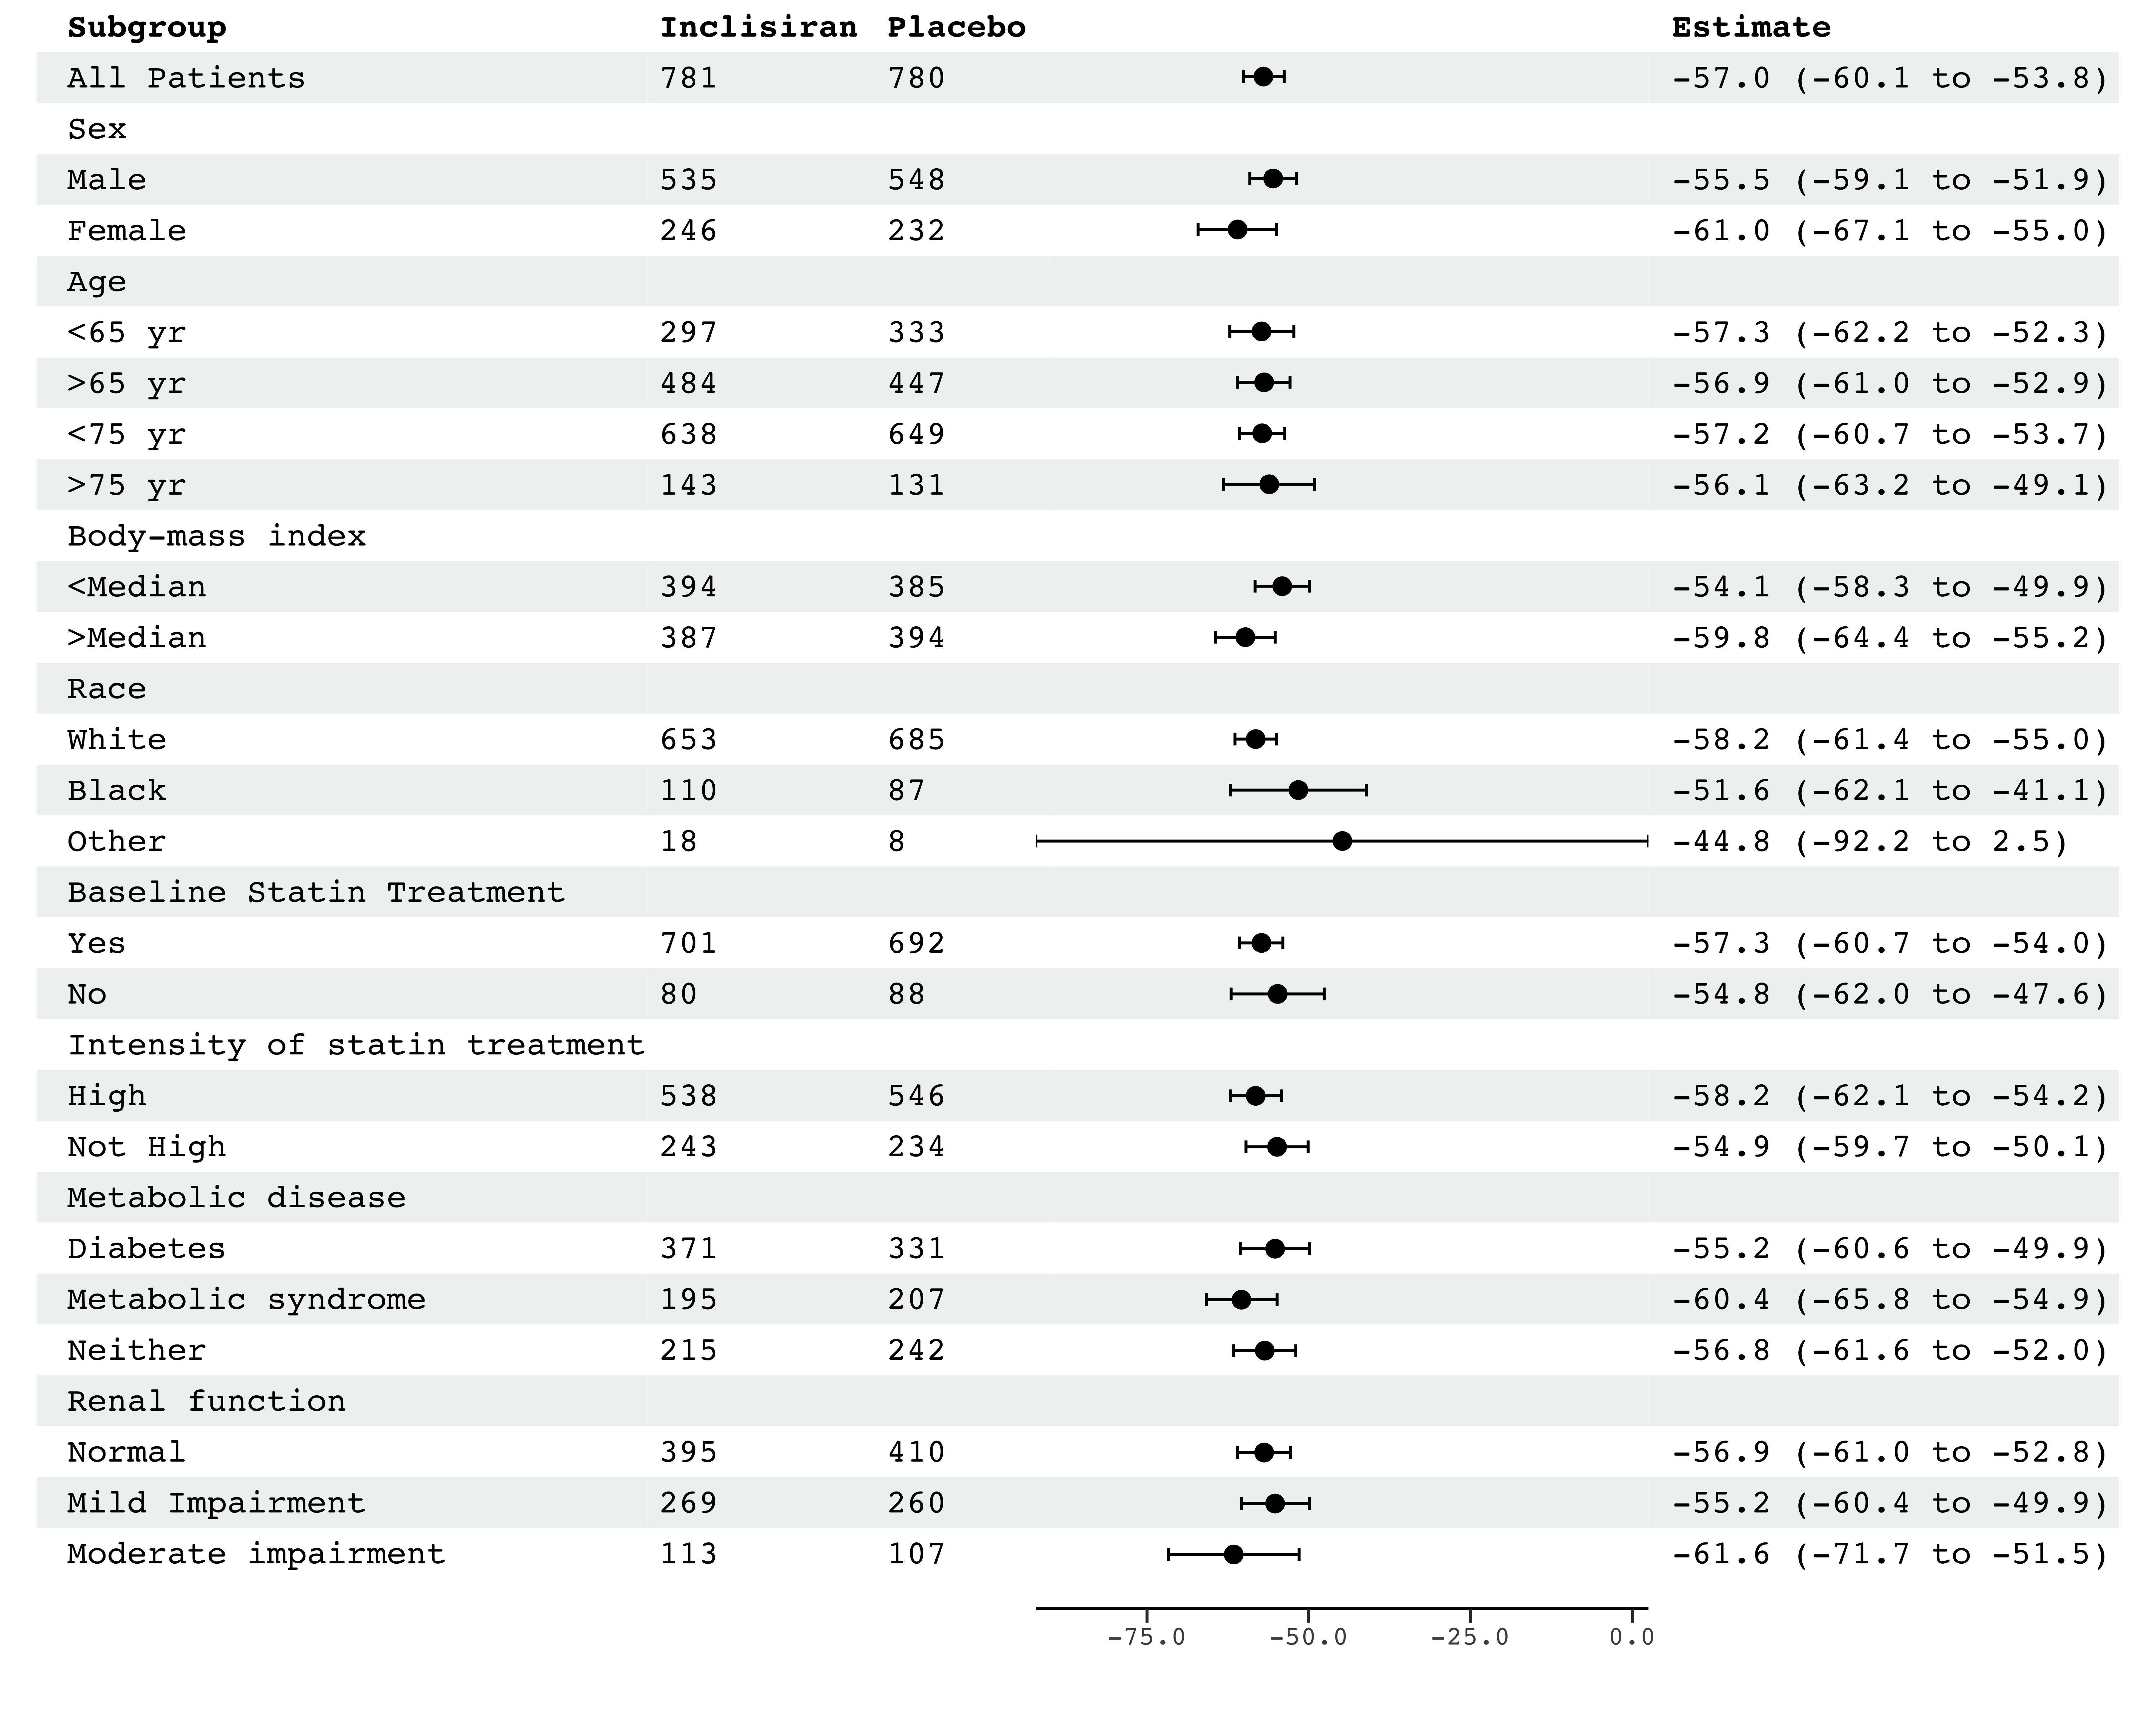 Subgroup Inclisiran Placebo Estimate
All Patients 781 780 -57.0 (-60.1 to -53.8)
Sex
Male 535 548 -55.5 (-59.1 to -51.9)
Female 246 232 -61.0 (-67.1 to -55.0)
Age
<65 yr 297 333 -57.3 (-62.2 to -52.3)
>65 yr 484 447 -56.9 (-61.0 to -52.9)
<75 yr 638 649 -57.2 (-60.7 to -53.7)
>75 yr 143 131 -56.1 (-63.2 to -49.1)
Body-mass index
<Median 394 385 -54.1 (-58.3 to -49.9)
>Median 387 394 -59.8 (-64.4 to -55.2)
Race
White 653 685 -58.2 (-61.4 to -55.0)
Black 110 87 -51.6 (-62.1 to -41.1)
Other 18 8 -44.8 (-92.2 to 2.5)
Baseline Statin Treatment
Yes 701 692 -57.3 (-60.7 to -54.0)
No 80 88 -54.8 (-62.0 to -47.6)
Intensity of statin treatment
High 538 546 -58.2 (-62.1 to -54.2)
Not High 243 234 -54.9 (-59.7 to -50.1)
Metabolic disease
Diabetes 371 331 -55.2 (-60.6 to -49.9)
Metabolic syndrome 195 207 -60.4 (-65.8 to -54.9)
Neither 215 242 -56.8 (-61.6 to -52.0)
Renal function
Normal 395 410 -56.9 (-61.0 to -52.8)
Mild Impairment 269 260 -55.2 (-60.4 to -49.9)
Moderate impairment 113 107 -61.6 (-71.7 to -51.5)
-75.0 -50.0 -25.0 0.0